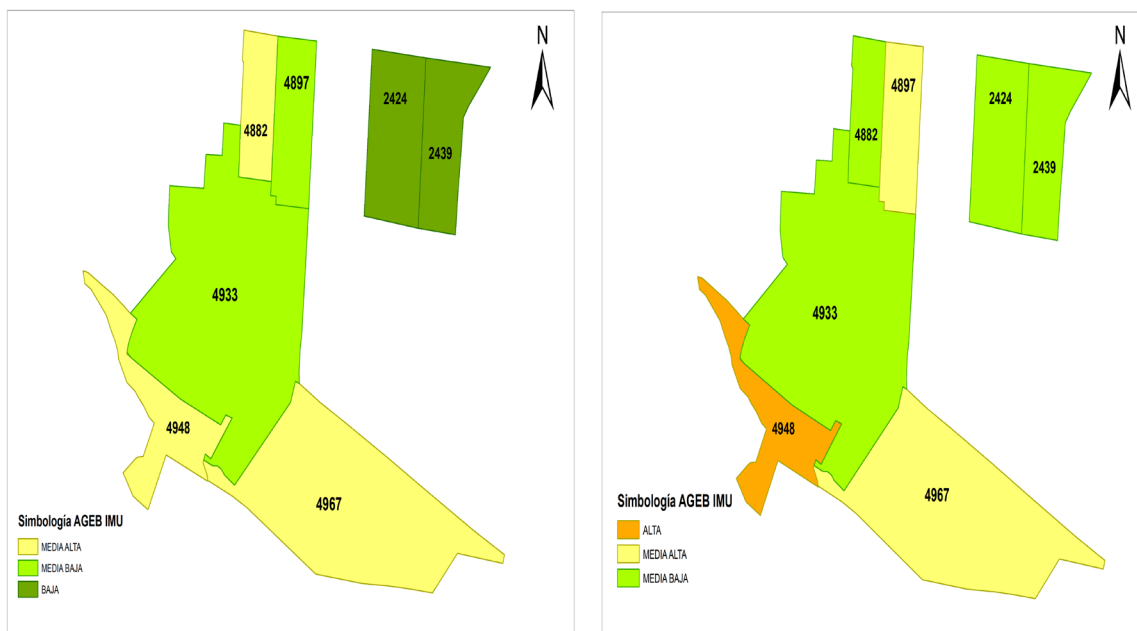 N
4897
2424
4882
2439
4933
4948
4967
Simbología AGEB IMU
MEDIA ALTA
MEDIA BAJA
BAJA
N
4897
2424
4882
2439
4933
4948
4967
Simbología AGEB IMU
ALTA
MEDIA ALTA
MEDIA BAJA